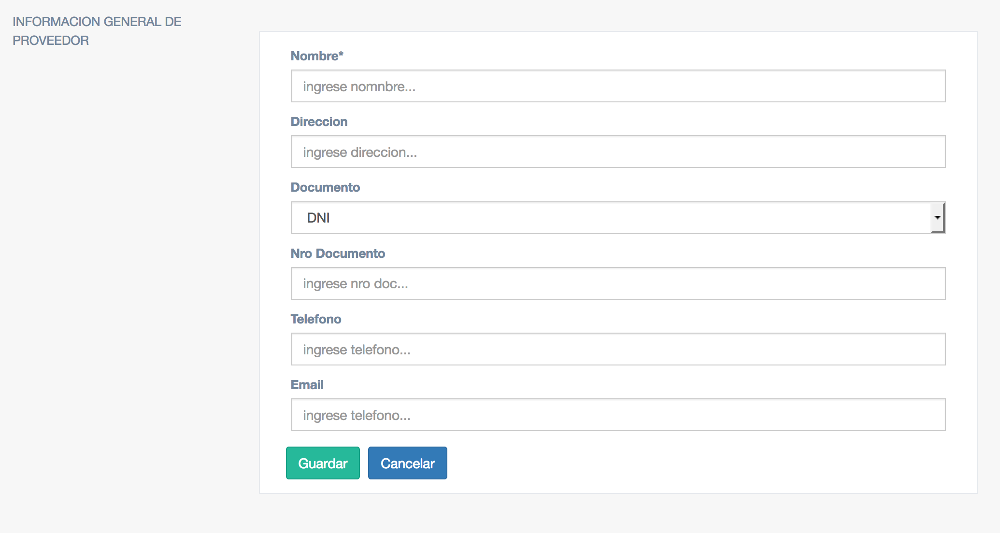 INFORMACION GENERAL DE
PROVEEDOR
Nombre*
ingrese nomnbre...
Direccion
ingrese direccion...
Documento
DNI
Nro Documento
ingrese nro doc...
Telefono
ingrese telefono...
Email
ingrese telefono...
Guardar Cancelar